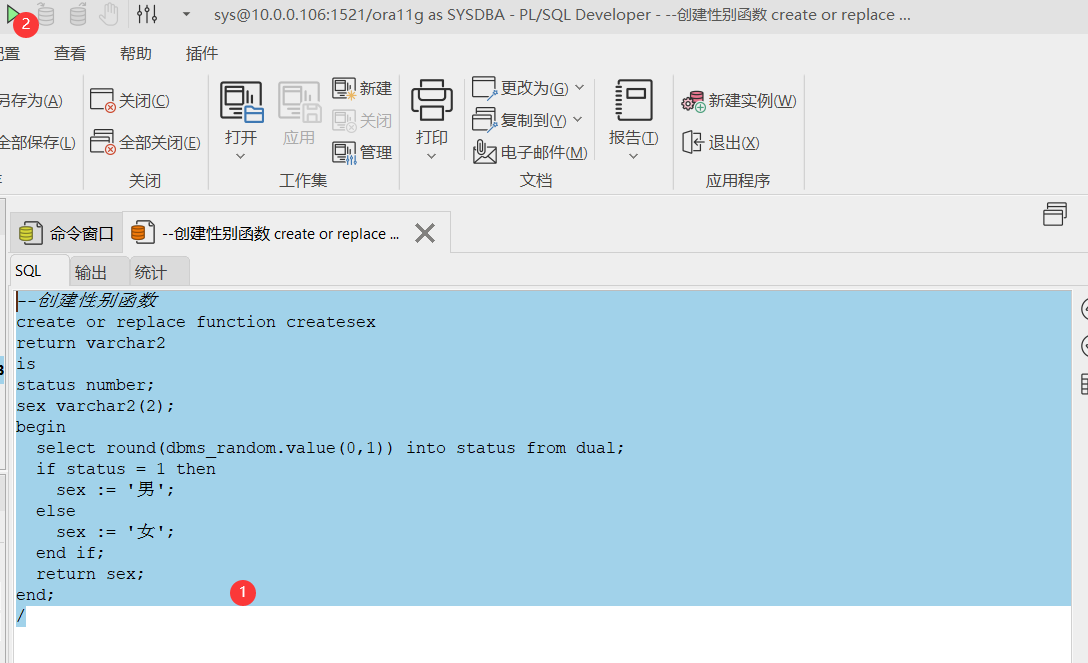 2
sys@10.0.0.106:1521/ora11g as SYSDBA - PL/SQL Developer - --创建性别函数 create or replace ...
配置 查看 帮助 插件
另存为(A)
全部保存(L)
关闭(C)
全部关闭(E)
关闭
打开
应用
新建
关闭
管理
工作集
打印
更改为(G)
复制到(Y)
电子邮件(M)
报告(T)
文档
新建实例(W)
退出(X)
应用程序
命令窗口 --创建性别函数 create or replace ...
SQL 输出 统计
--创建性别函数
create or replace function createsex
return varchar2
is
status number;
sex varchar2(2);
begin
  select round(dbms_random.value(0,1)) into status from dual;
  if status = 1 then
    sex := '男';
  else
    sex := '女';
  end if;
  return sex;
end;
1
/